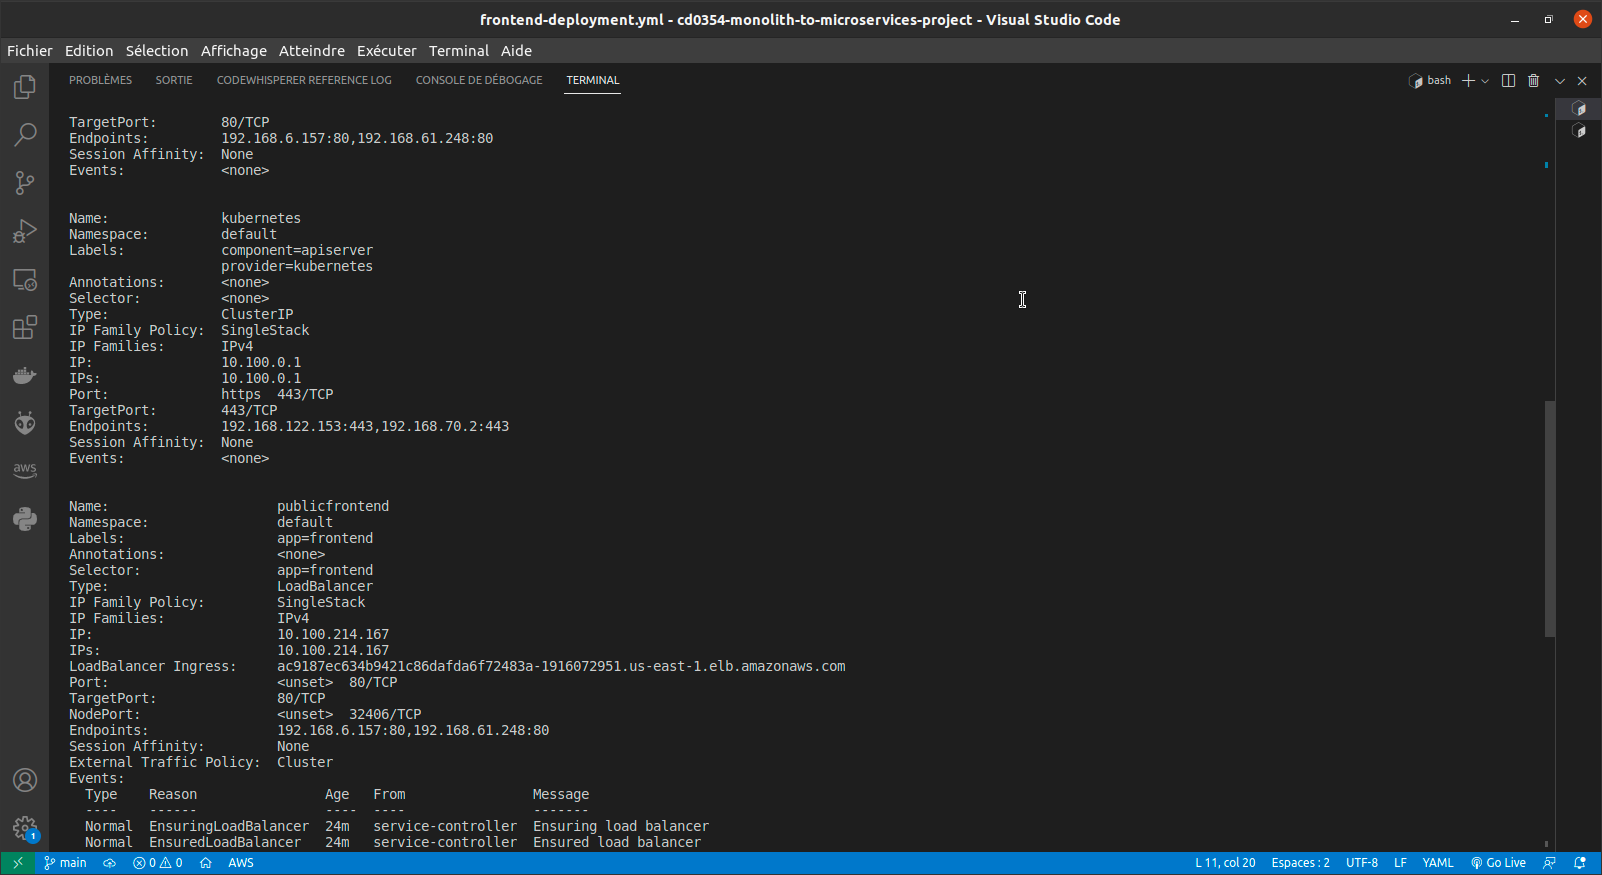 frontend-deployment.yml - cd0354-monolith-to-microservices-project - Visual Studio Code
Fichier Edition Sélection Affichage Atteindre Exécuter Terminal Aide
PROBLÈMES SORTIE CODEWHISPERER REFERENCE LOG CONSOLE DE DÉBOGAGE TERMINAL bash
TargetPort: 80/TCP
Endpoints: 192.168.6.157:80,192.168.61.248:80
Session Affinity: None
Events: <none>
Name: kubernetes
Namespace: default
Labels: component=apiserver
provider=kubernetes
Annotations: <none>
Selector: <none>
Type: ClusterIP
IP Family Policy: SingleStack
IP Families: IPv4
IP: 10.100.0.1
IPs: 10.100.0.1
Port: https 443/TCP
TargetPort: 443/TCP
Endpoints: 192.168.122.153:443,192.168.70.2:443
Session Affinity: None
Events: <none>
aws
Name: publicfrontend
Namespace: default
Labels: app=frontend
Annotations: <none>
Selector: app=frontend
Type: LoadBalancer
IP Family Policy: SingleStack
IP Families: IPv4
IP: 10.100.214.167
IPs: 10.100.214.167
LoadBalancer Ingress: ac9187ec634b9421c86dafda6f72483a-1916072951.us-east-1.elb.amazonaws.com
Port: <unset> 80/TCP
TargetPort: 80/TCP
NodePort: <unset> 32406/TCP
Endpoints: 192.168.6.157:80,192.168.61.248:80
Session Affinity: None
External Traffic Policy: Cluster
Events:
Type Reason Age From Message
---- ------ ---- ---- -------
Normal EnsuringLoadBalancer 24m service-controller Ensuring load balancer
Normal EnsuredLoadBalancer 24m service-controller Ensured load balancer
1
main 0 0 AWS L 11, col 20 Espaces : 2 UTF-8 LF YAML Go Live